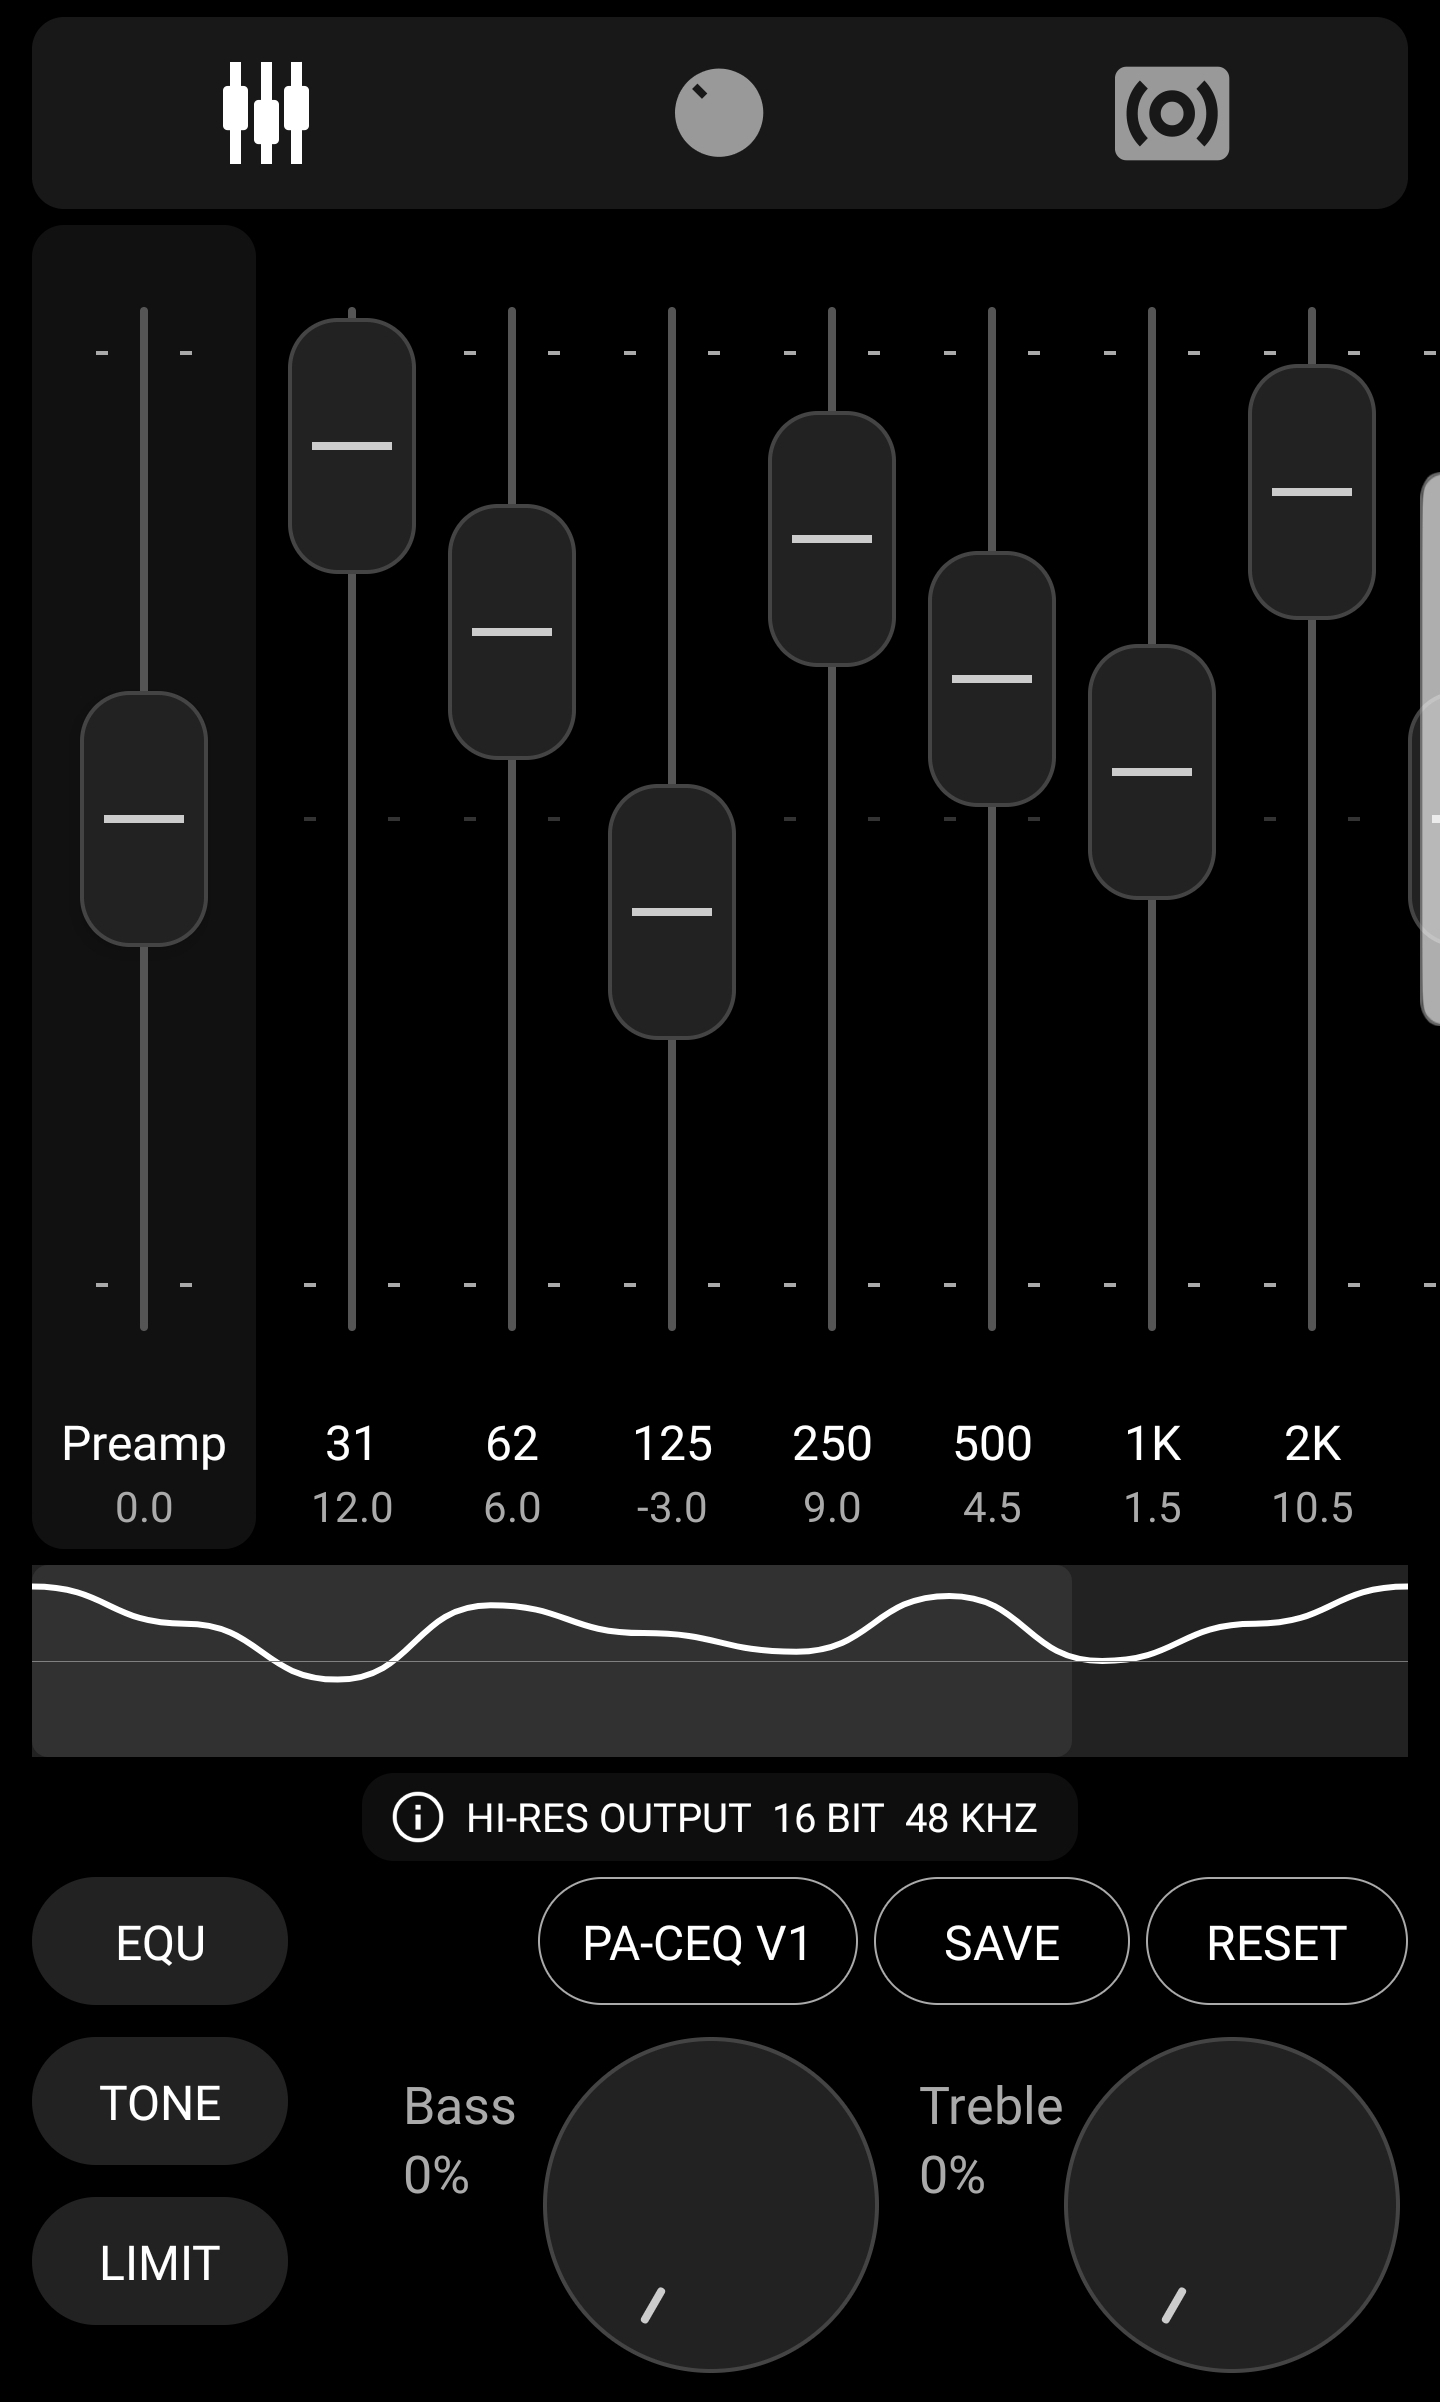 Preamp 31 62 125 250 500 1K 2K
0.0 12.0 6.0 -3.0 9.0 4.5 1.5 10.5
HI-RES OUTPUT 16 BIT 48 KHZ
EQU PA-CEQ V1 SAVE RESET
TONE Bass Treble
0% 0%
LIMIT